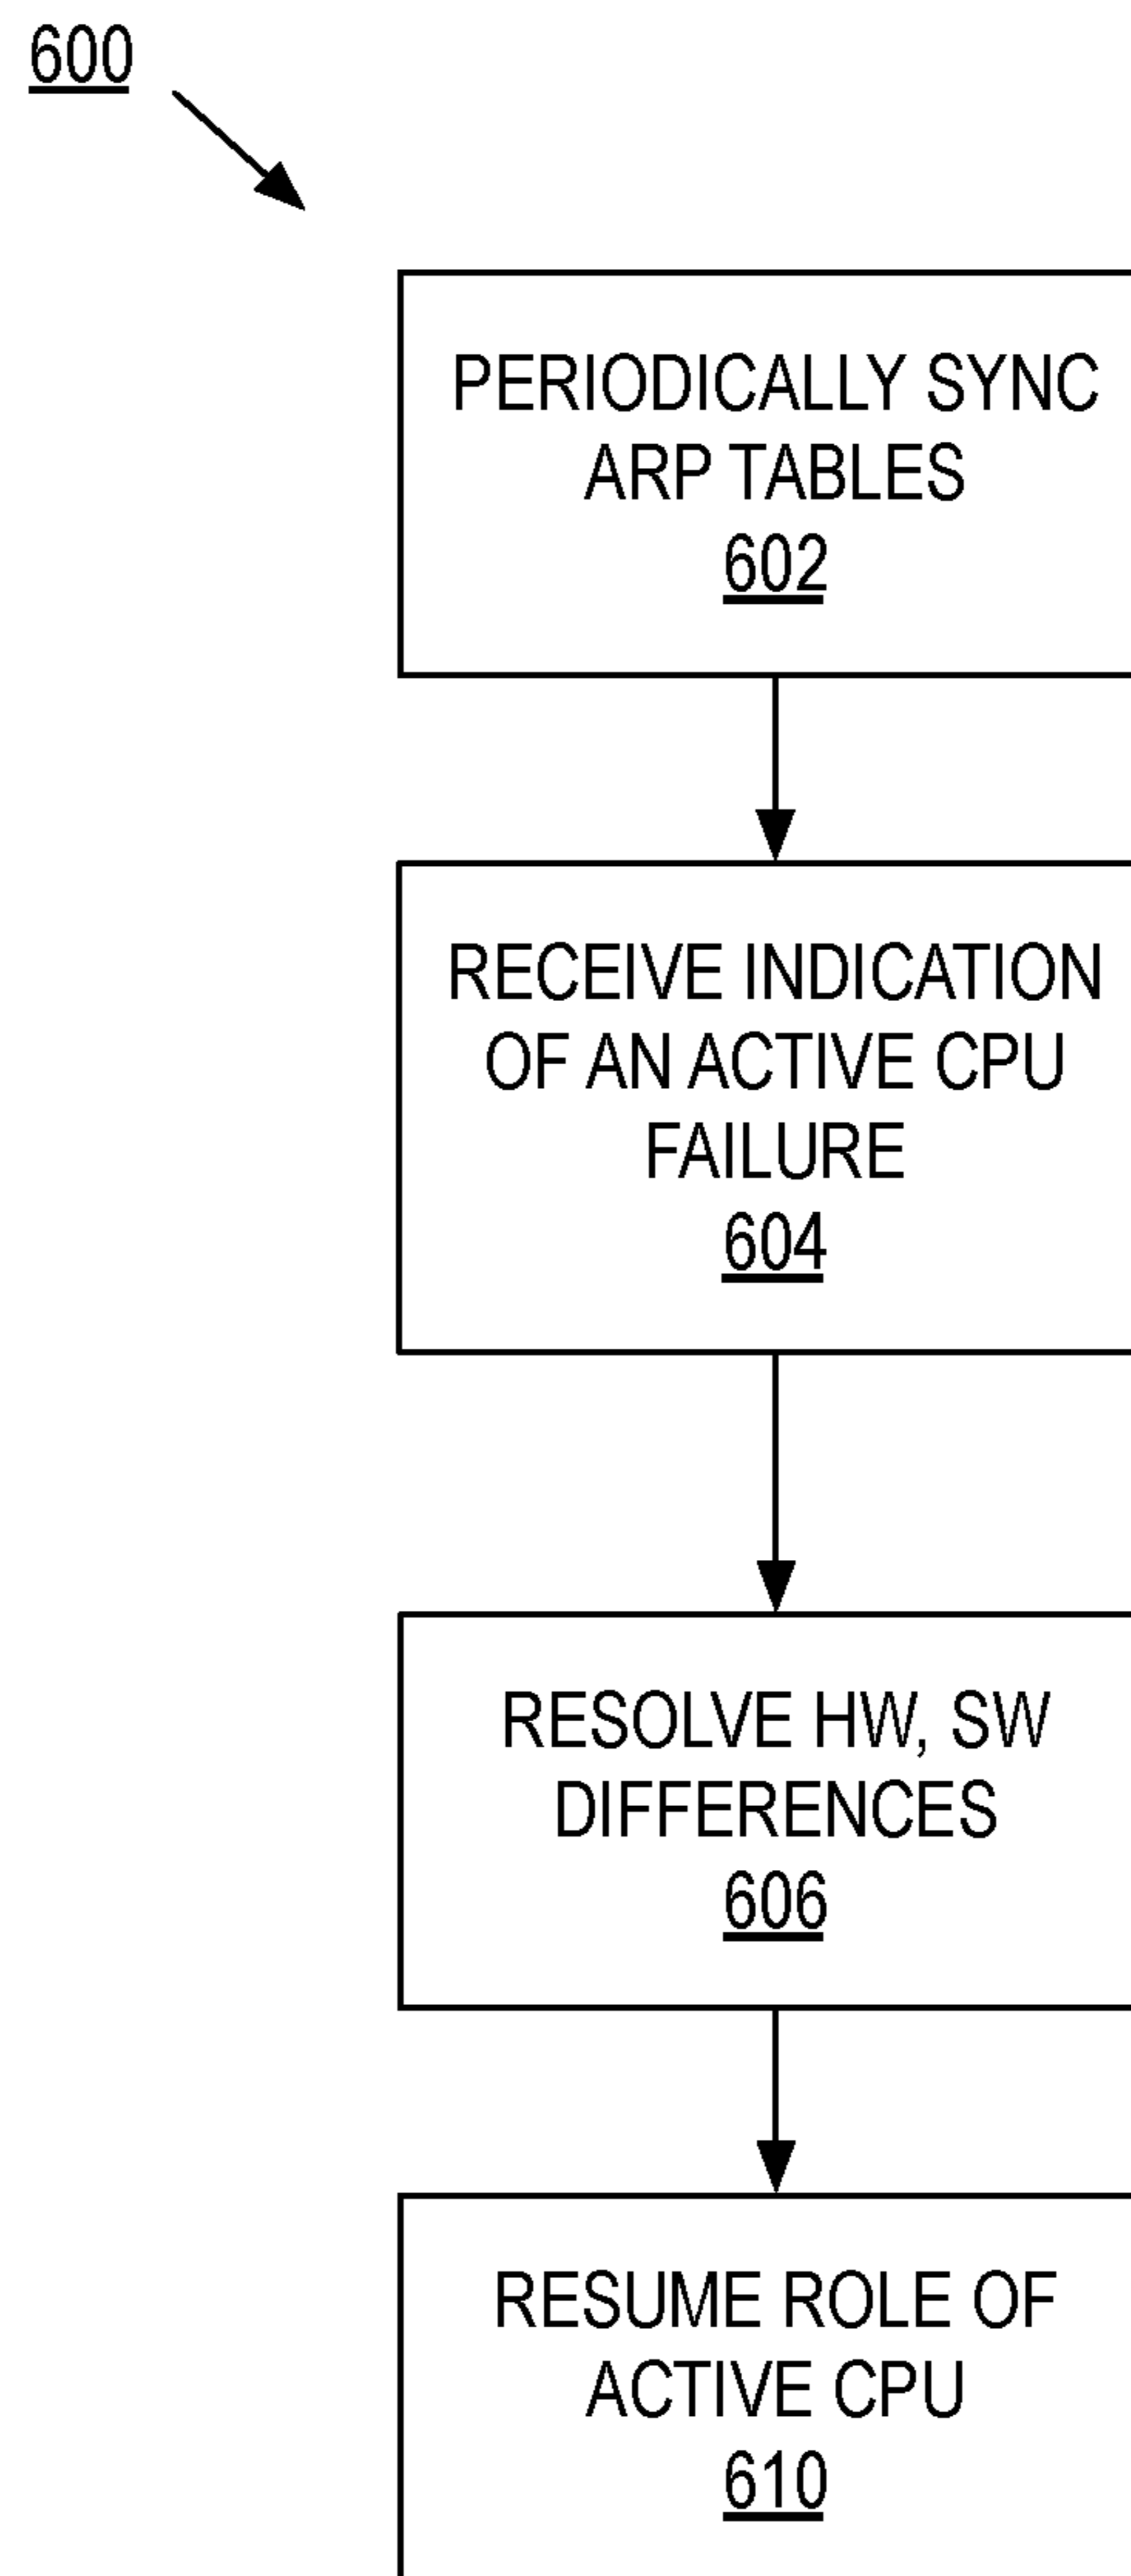 600
PERIODICALLY SYNC
ARP TABLES
602
RECEIVE INDICATION
OF AN ACTIVE CPU
FAILURE
604
RESOLVE HW, SW
DIFFERENCES
606
RESUME ROLE OF
ACTIVE CPU
610